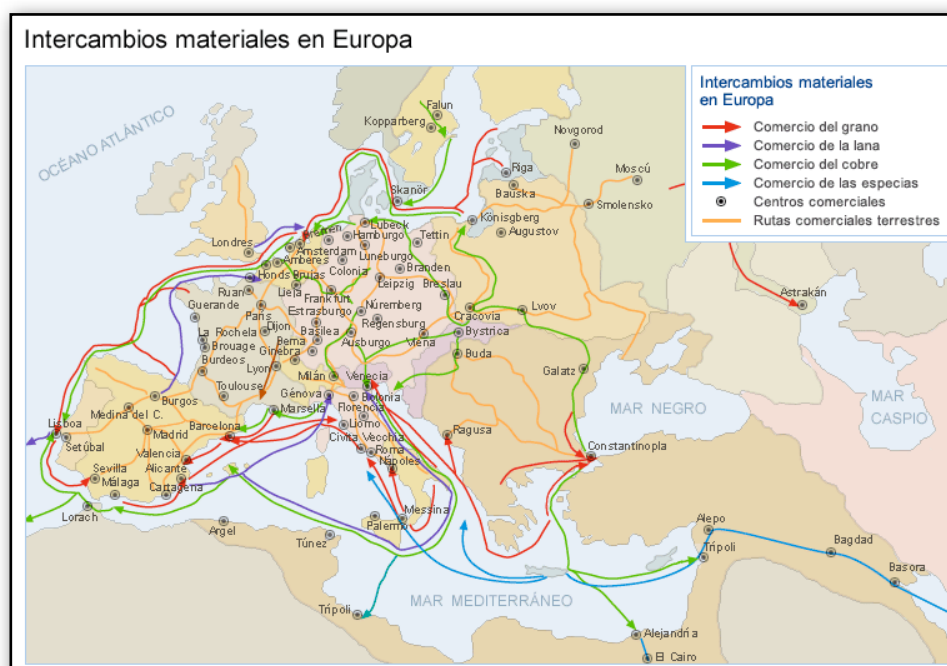 Intercambios materiales en Europa
Intercambios materiales
en Europa
Comercio del grano
Comercio de la lana
Comercio del cobre
Comercio de las especias
Centros comerciales
Rutas comerciales terrestres
OCÉANO ATLÁNTICO
Falun
Kopparberg
Novgorod
Riga
Moscú
Bauska
Skanör
Smolensko
Könisgberg
Augustov
Lubeck
Bremen
Hamburgo
Tettin
Londres
Amsterdam
Luneburgo
Amberes
Colonia
Branden
Honds Brujas
Leipzig
Breslau
Ruan
Lieja
Frankfurt
Guerande
Paris
Estrasburgo
Núremberg
Cracovia
Lvov
Astrakán
La Rochela
Dijon
Basilea
Regensburg
Bystrica
Brouage
Berna
Ausburgo
Viena
Burdeos
Ginebra
Buda
Lyon
Milán
Venecia
Galatz
Toulouse
Génova
Bolonia
MAR NEGRO
MAR
CASPIO
Burgos
Marsella
Florencia
Medina del C.
Liorno
Lisboa
Madrid
Barcelona
Civita Vecchia
Ragusa
Constantinopla
Setúbal
Roma
Valencia
Nápoles
Sevilla
Alicante
Málaga
Cartagena
Messina
Lorach
Argel
Palermo
Alepo
Túnez
Trípoli
Bagdad
Basora
MAR MEDITERRÁNEO
Trípoli
Alejandría
El Cairo